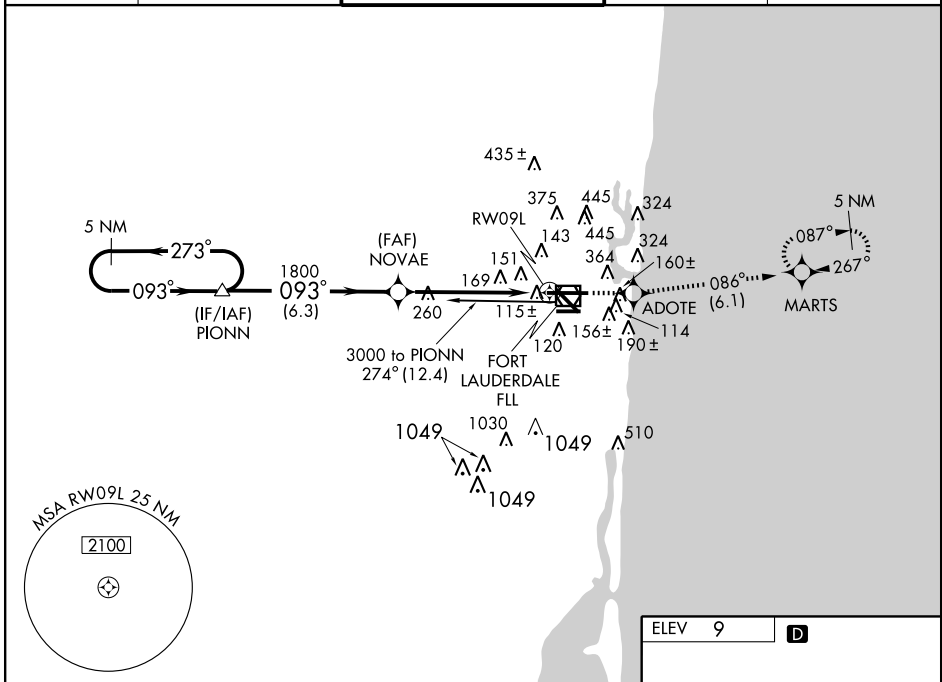 435±
375
445
324
RW09L
5 NM
143
445
324
087°
5 NM
(FAF)
NOVAE
151
364
160±
273°
1800
169
267°
093°
093°
086°
(6.3)
(6.1)
(IF/IAF)
PIONN
260
115±
ADOTE
MARTS
3000 to PIONN
274° (12.4)
120
156±
114
190±
FORT
LAUDERDALE
FLL
1049
1030
1049
510
1049
MSA RW09L 25 NM
2100
ELEV 9
D